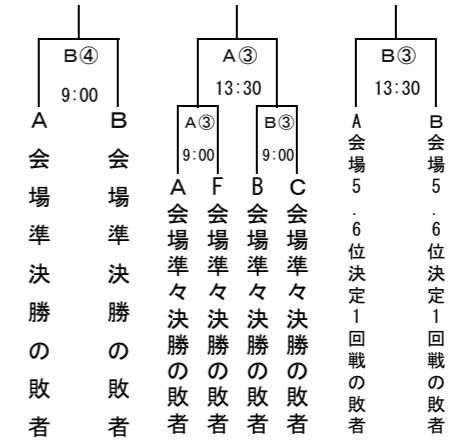 B④
9:00
A会場準決勝の敗者
B会場準決勝の敗者
A③
13:30
A③
9:00
B③
9:00
A会場準々決勝の敗者
F会場準々決勝の敗者
B会場準々決勝の敗者
C会場準々決勝の敗者
B③
13:30
A会場5.6位決定1回戦の敗者
B会場5.6位決定1回戦の敗者